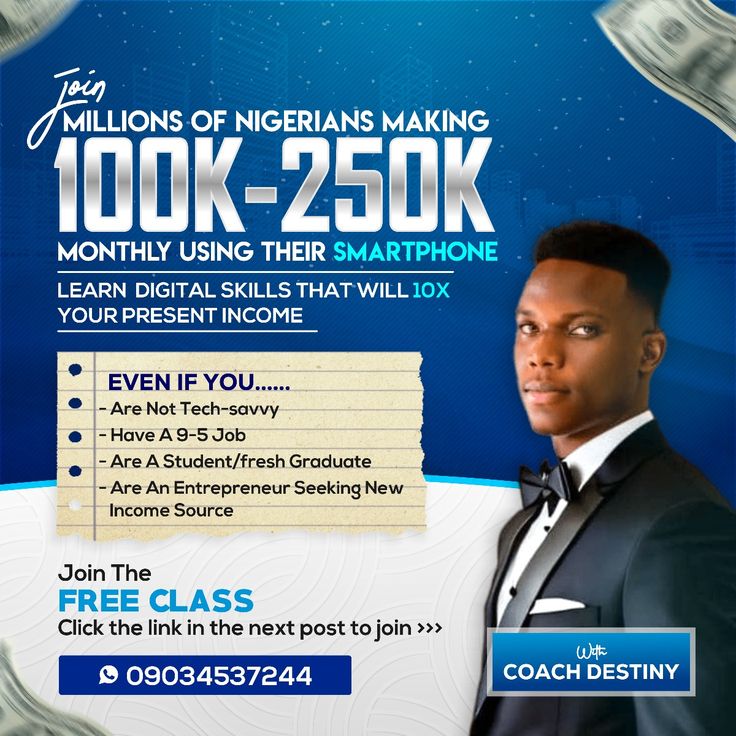 Join
MILLIONS OF NIGERIANS MAKING
100K-250K
MONTHLY USING THEIR SMARTPHONE
LEARN DIGITAL SKILLS THAT WILL 10X
YOUR PRESENT INCOME
EVEN IF YOU......
- Are Not Tech-savvy
- Have A 9-5 Job
- Are A Student/fresh Graduate
- Are An Entrepreneur Seeking New
Income Source
Join The
FREE CLASS
Click the link in the next post to join >>>
09034537244
With
COACH DESTINY